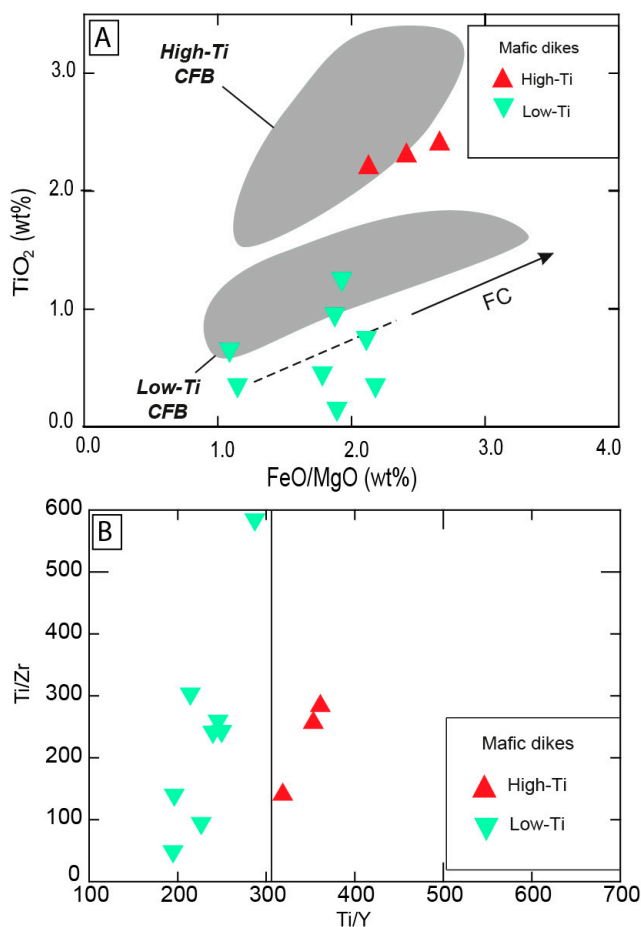 A
High-Ti
CFB
Mafic dikes
High-Ti
Low-Ti
3.0
2.0
1.0
0.0
TiO2 (wt%)
FC
Low-Ti
CFB
0.0 1.0 2.0 3.0 4.0
FeO/MgO (wt%)
B
600
500
400
300
200
100
0
Ti/Zr
Mafic dikes
High-Ti
Low-Ti
100 200 300 400 500 600 700
Ti/Y